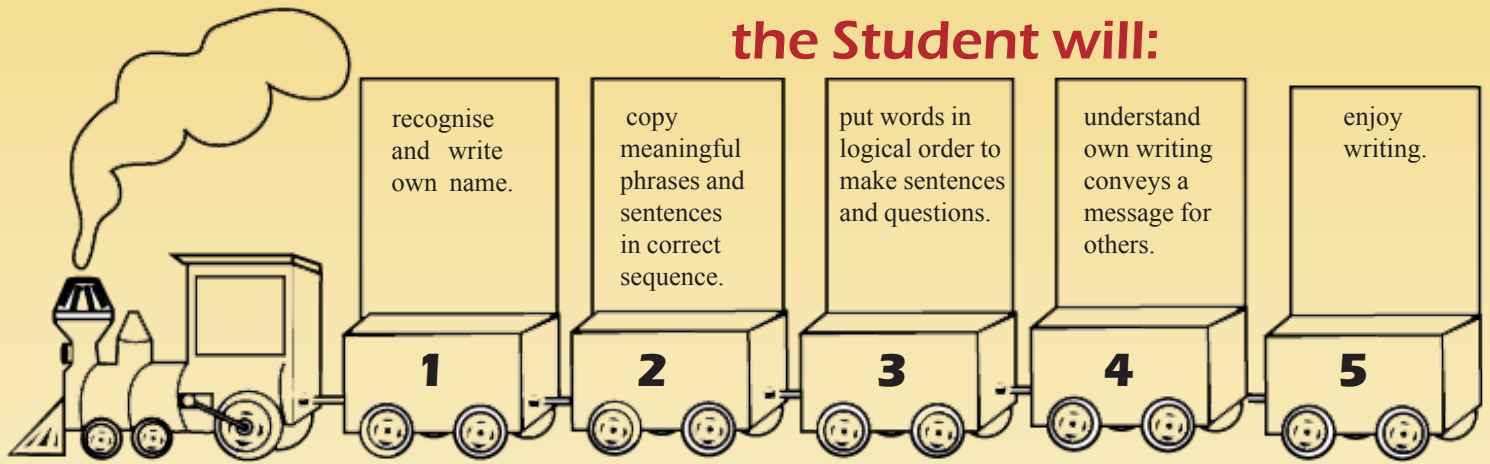 the Student will:
recognise
and write
own name.
copy
meaningful
phrases and
sentences
in correct
sequence.
put words in
logical order to
make sentences
and questions.
understand
own writing
conveys a
message for
others.
enjoy
writing.
1
2
3
4
5